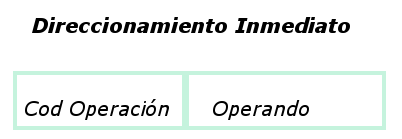 Direccionamiento Inmediato
Cod Operación Operando